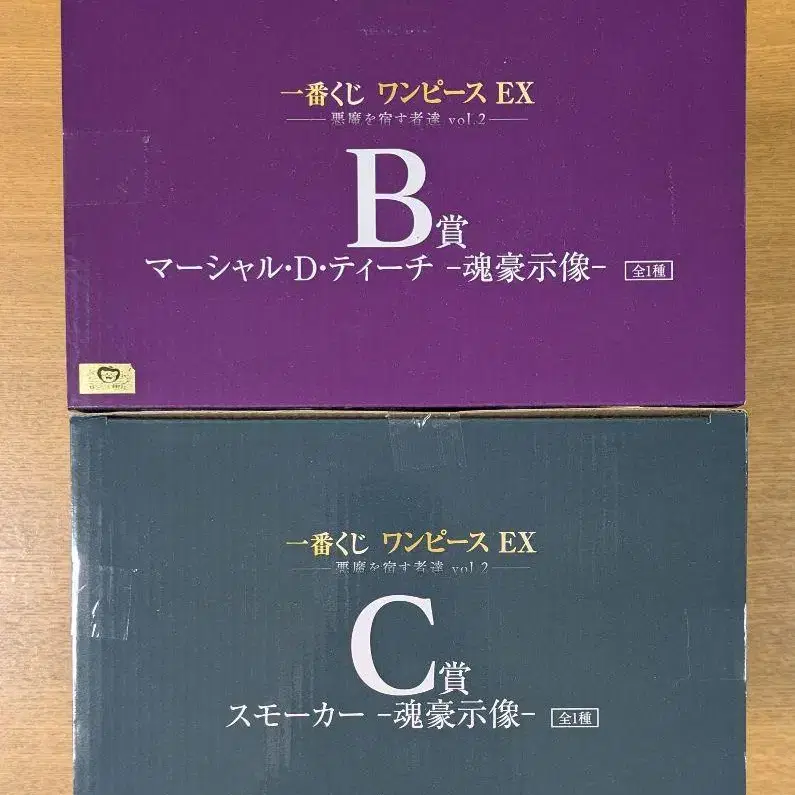 一番くじ ワンピース EX
悪魔を宿す者達 vol.2
B賞
マーシャル・D・ティーチ -魂豪示像- 全1種
一番くじ ワンピース EX
悪魔を宿す者達 vol.2
C賞
スモーカー -魂豪示像- 全1種